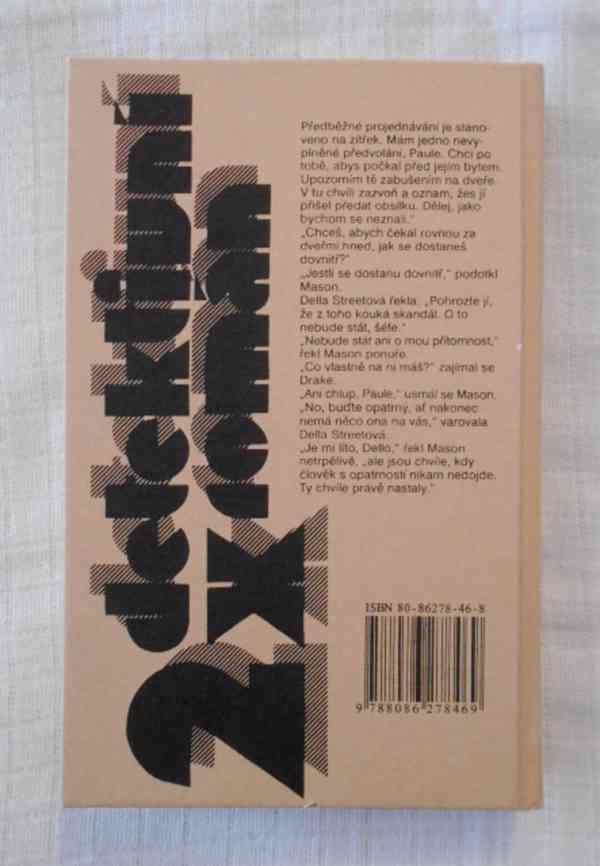 2x detektivní
román
Předběžné projednávání je stano-
veno na zítřek. Mám jedno nevy-
plněné předvolání, Paule. Chci po
tobě, abys počkal před jejím bytem.
Upozorním tě zabušením na dveře.
V tu chvíli zazvoň a oznam, žes jí
přišel předat obsílku. Dělej, jako
bychom se neznali."
„Chceš, abych čekal rovnou za
dveřmi hned, jak se dostaneš
dovnitř?"
„Jestli se dostanu dovnitř," podotkl
Mason.
Della Streetová řekla: „Pohrozte jí,
že z toho kouká skandál. O to
nebude stát, šéfe."
„Nebude stát ani o mou přítomnost,"
řekl Mason ponuře.
„Co vlastně na ni máš?" zajímal se
Drake.
„Ani chlup, Paule," usmál se Mason.
„No, buďte opatrný, ať nakonec
nemá něco ona na vás," varovala
Della Streetová.
„Je mi líto, Dello," řekl Mason
netrpělivě, „ale jsou chvíle, kdy
člověk s opatrností nikam nedojde.
Ty chvíle právě nastaly."
ISBN 80-86278-46-8
9 788086 278469